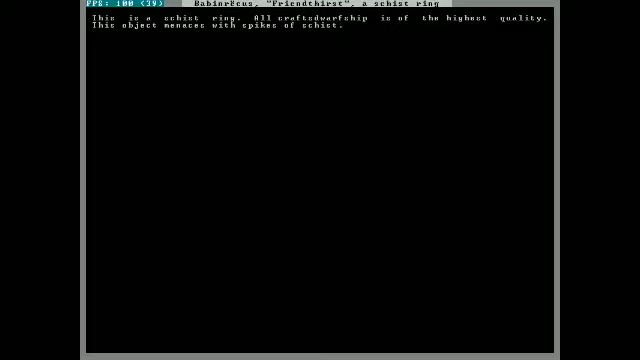 FPS: 100 (39)
Babinrëcus, "Friendthirst", a schist ring
This is a schist ring. All craftsdwarfship is of the highest quality.
This object menaces with spikes of schist.